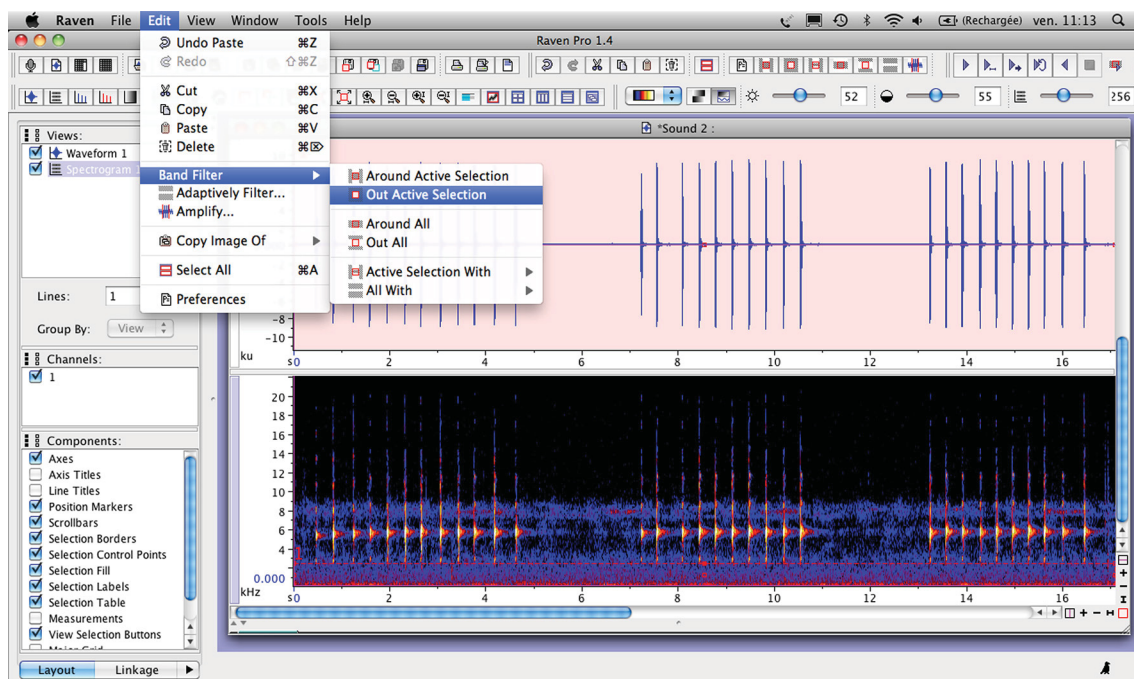 Raven File Edit View Window Tools Help (Rechargée) ven. 11:13
Raven Pro 1.4
Undo Paste ⌘Z
Redo ⇧⌘Z
Cut ⌘X
Copy ⌘C
Paste ⌘V
Delete ⌘⌦
Band Filter
Adaptively Filter...
Amplify...
Copy Image Of
Select All ⌘A
Preferences
Around Active Selection
Out Active Selection
Around All
Out All
Active Selection With
All With
52 55 256
*Sound 2 :
Views:
Waveform 1
Spectrogram 1
Lines: 1
Group By: View
Channels:
1
Components:
Axes
Axis Titles
Line Titles
Position Markers
Scrollbars
Selection Borders
Selection Control Points
Selection Fill
Selection Labels
Selection Table
Measurements
View Selection Buttons
Major Grid
Layout Linkage
-8
-10
ku
s0 2 4 6 8 10 12 14 16
20
18
16
14
12
10
8
6
4
0.000
kHz
s0 2 4 6 8 10 12 14 16